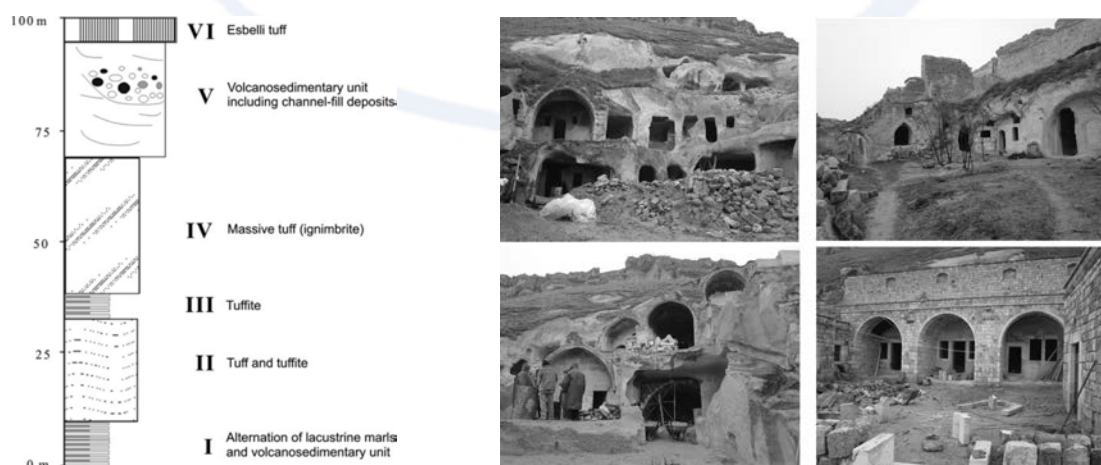 100 m
VI Esbelli tuff
V Volcanosedimentary unit
including channel-fill deposits
75
50
IV Massive tuff (ignimbrite)
III Tuffite
25
II Tuff and tuffite
I Alternation of lacustrine marls
and volcanosedimentary unit
0 m